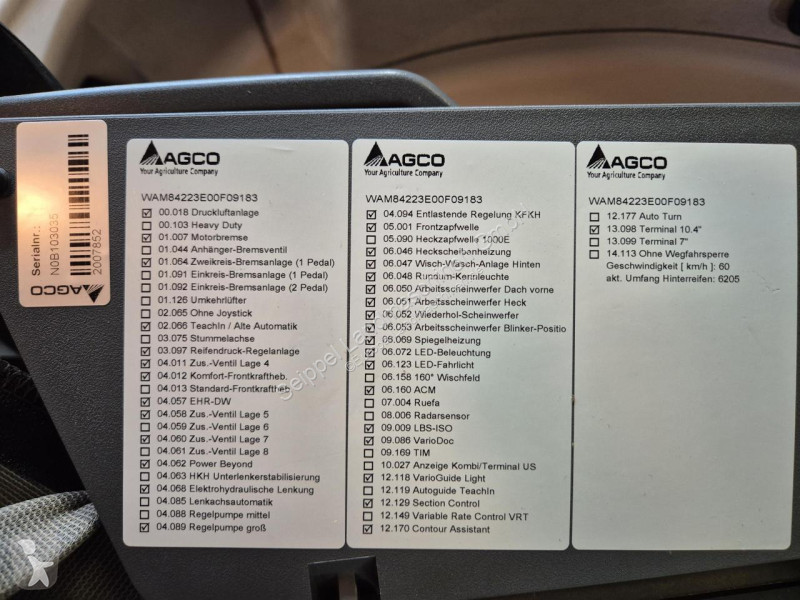 Serialnr.:
N0B103035
2007852
AGCO
AGCO
Your Agriculture Company
WAM84223E00F09183
☑ 00.018 Druckluftanlage
☐ 00.103 Heavy Duty
☑ 01.007 Motorbremse
☐ 01.044 Anhänger-Bremsventil
☑ 01.064 Zweikreis-Bremsanlage (1 Pedal)
☐ 01.091 Einkreis-Bremsanlage (1 Pedal)
☐ 01.092 Einkreis-Bremsanlage (2 Pedal)
☐ 01.126 Umkehrlüfter
☐ 02.065 Ohne Joystick
☑ 02.066 TeachIn / Alte Automatik
☐ 03.075 Stummelachse
☑ 03.097 Reifendruck-Regelanlage
☑ 04.011 Zus.-Ventil Lage 4
☑ 04.012 Komfort-Frontkraftheb.
☐ 04.013 Standard-Frontkraftheb.
☑ 04.057 EHR-DW
☑ 04.058 Zus.-Ventil Lage 5
☐ 04.059 Zus.-Ventil Lage 6
☑ 04.060 Zus.-Ventil Lage 7
☐ 04.061 Zus.-Ventil Lage 8
☑ 04.062 Power Beyond
☐ 04.063 HKH Unterlenkerstabilisierung
☑ 04.068 Elektrohydraulische Lenkung
☐ 04.085 Lenkachsautomatik
☐ 04.088 Regelpumpe mittel
☑ 04.089 Regelpumpe groß
AGCO
Your Agriculture Company
WAM84223E00F09183
☑ 04.094 Entlastende Regelung KFKH
☑ 05.001 Frontzapfwelle
☐ 05.090 Heckzapfwelle 1000E
☑ 06.046 Heckscheibenheizung
☑ 06.047 Wisch-Wasch-Anlage Hinten
☑ 06.048 Rundum-Kennleuchte
☑ 06.050 Arbeitsscheinwerfer Dach vorne
☑ 06.051 Arbeitsscheinwerfer Heck
☑ 06.052 Wiederhol-Scheinwerfer
☑ 06.053 Arbeitsscheinwerfer Blinker-Positio
☑ 06.069 Spiegelheizung
☑ 06.072 LED-Beleuchtung
☑ 06.123 LED-Fahrlicht
☐ 06.158 160° Wischfeld
☑ 06.160 ACM
☐ 07.004 Ruefa
☐ 08.006 Radarsensor
☑ 09.009 LBS-ISO
☑ 09.086 VarioDoc
☐ 09.169 TIM
☐ 10.027 Anzeige Kombi/Terminal US
☑ 12.118 VarioGuide Light
☐ 12.119 Autoguide TeachIn
☑ 12.129 Section Control
☐ 12.149 Variable Rate Control VRT
☑ 12.170 Contour Assistant
AGCO
Your Agriculture Company
WAM84223E00F09183
☐ 12.177 Auto Turn
☑ 13.098 Terminal 10.4"
☐ 13.099 Terminal 7"
☐ 14.113 Ohne Wegfahrsperre
Geschwindigkeit [ km/h ]: 60
akt. Umfang Hinterreifen: 6205